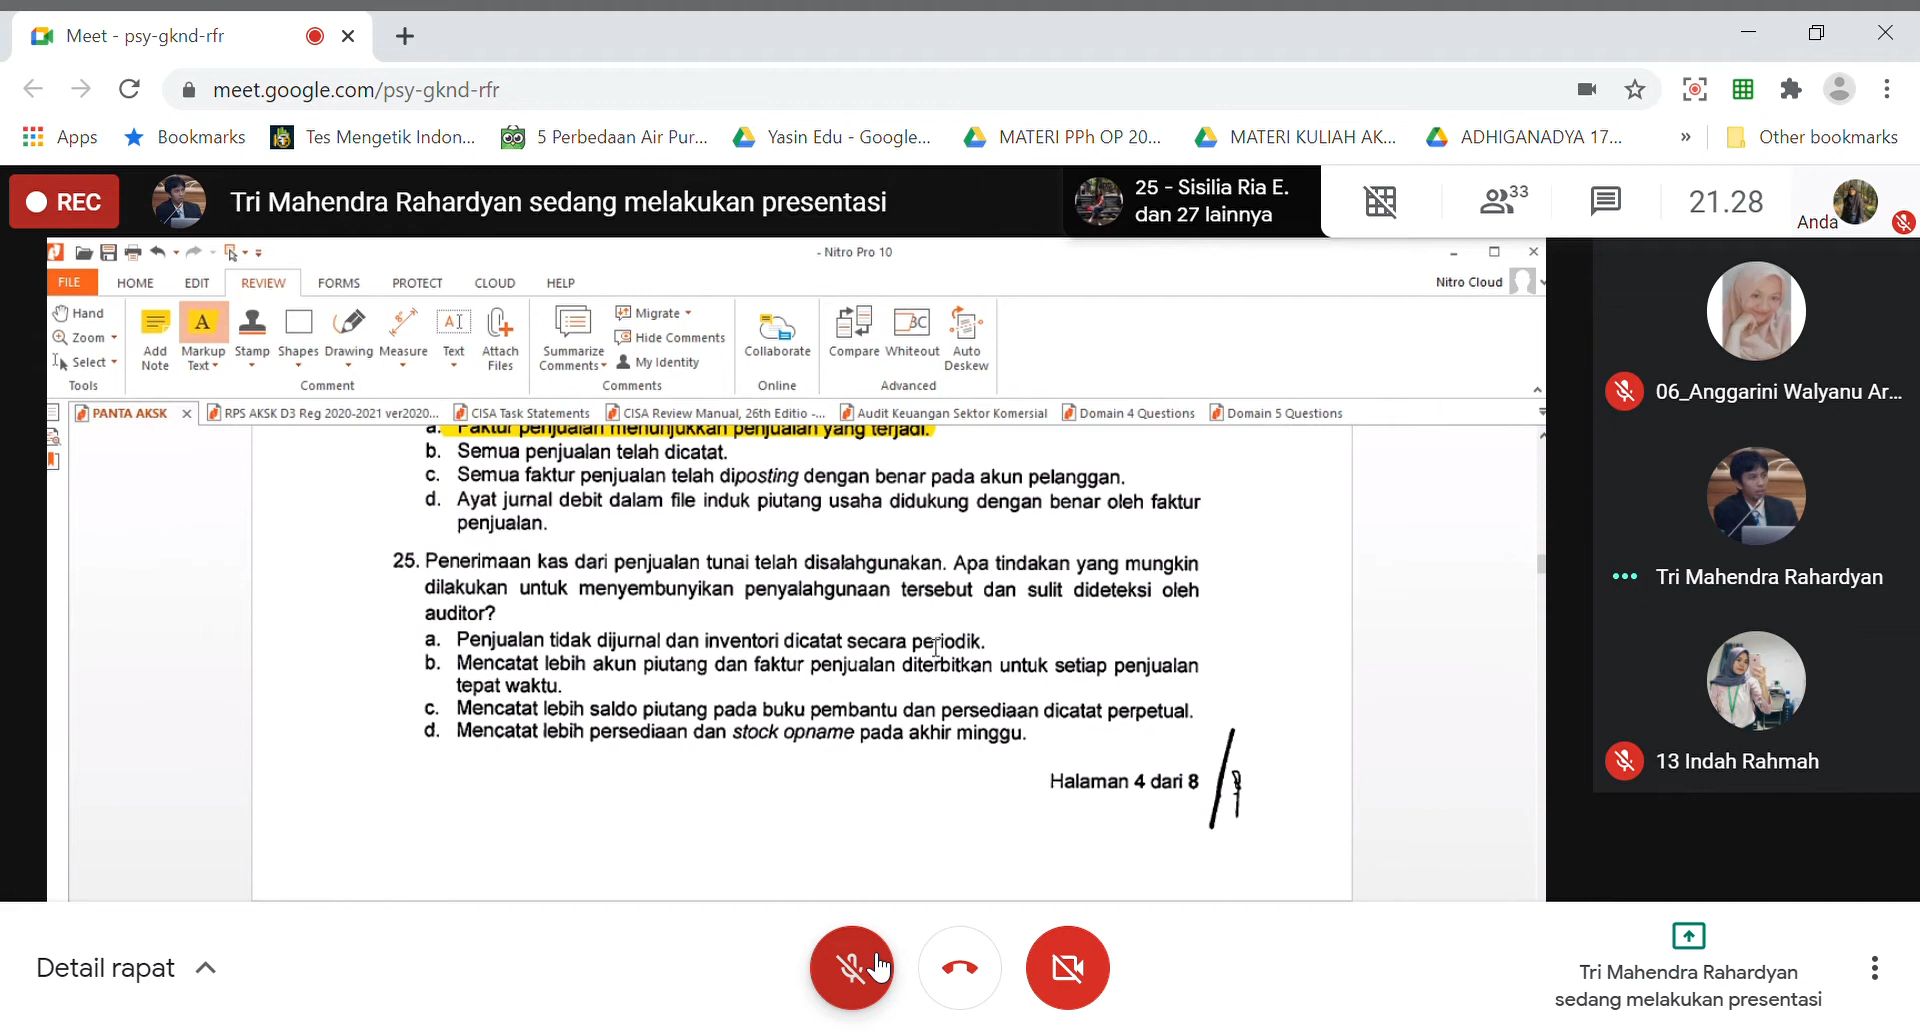 Meet - psy-gknd-rfr
meet.google.com/psy-gknd-rfr
Apps
Bookmarks
Tes Mengetik Indon...
5 Perbedaan Air Pur...
Yasin Edu - Google...
MATERI PPh OP 20...
MATERI KULIAH AK...
ADHIGANADYA 17...
»
Other bookmarks
REC
Tri Mahendra Rahardyan sedang melakukan presentasi
25 - Sisilia Ria E.
dan 27 lainnya
33
21.28
Anda
- Nitro Pro 10
FILE HOME EDIT REVIEW FORMS PROTECT CLOUD HELP
Nitro Cloud
Hand
Zoom
Select
Tools
Add
Note
Markup
Text
Stamp
Shapes
Drawing
Measure
Text
Attach
Files
Comment
Summarize
Comments
Migrate
Hide Comments
My Identity
Comments
Collaborate
Online
Compare
Whiteout
Auto
Deskew
Advanced
PANTA AKSK
RPS AKSK D3 Reg 2020-2021 ver2020...
CISA Task Statements
CISA Review Manual, 26th Editio -...
Audit Keuangan Sektor Komersial
Domain 4 Questions
Domain 5 Questions
a. Faktur penjualan menunjukkan penjualan yang terjadi.
b. Semua penjualan telah dicatat.
c. Semua faktur penjualan telah diposting dengan benar pada akun pelanggan.
d. Ayat jurnal debit dalam file induk piutang usaha didukung dengan benar oleh faktur
penjualan.
25. Penerimaan kas dari penjualan tunai telah disalahgunakan. Apa tindakan yang mungkin
dilakukan untuk menyembunyikan penyalahgunaan tersebut dan sulit dideteksi oleh
auditor?
a. Penjualan tidak dijurnal dan inventori dicatat secara periodik.
b. Mencatat lebih akun piutang dan faktur penjualan diterbitkan untuk setiap penjualan
tepat waktu.
c. Mencatat lebih saldo piutang pada buku pembantu dan persediaan dicatat perpetual.
d. Mencatat lebih persediaan dan stock opname pada akhir minggu.
Halaman 4 dari 8
06_Anggarini Walyanu Ar...
Tri Mahendra Rahardyan
13 Indah Rahmah
Detail rapat
Tri Mahendra Rahardyan
sedang melakukan presentasi